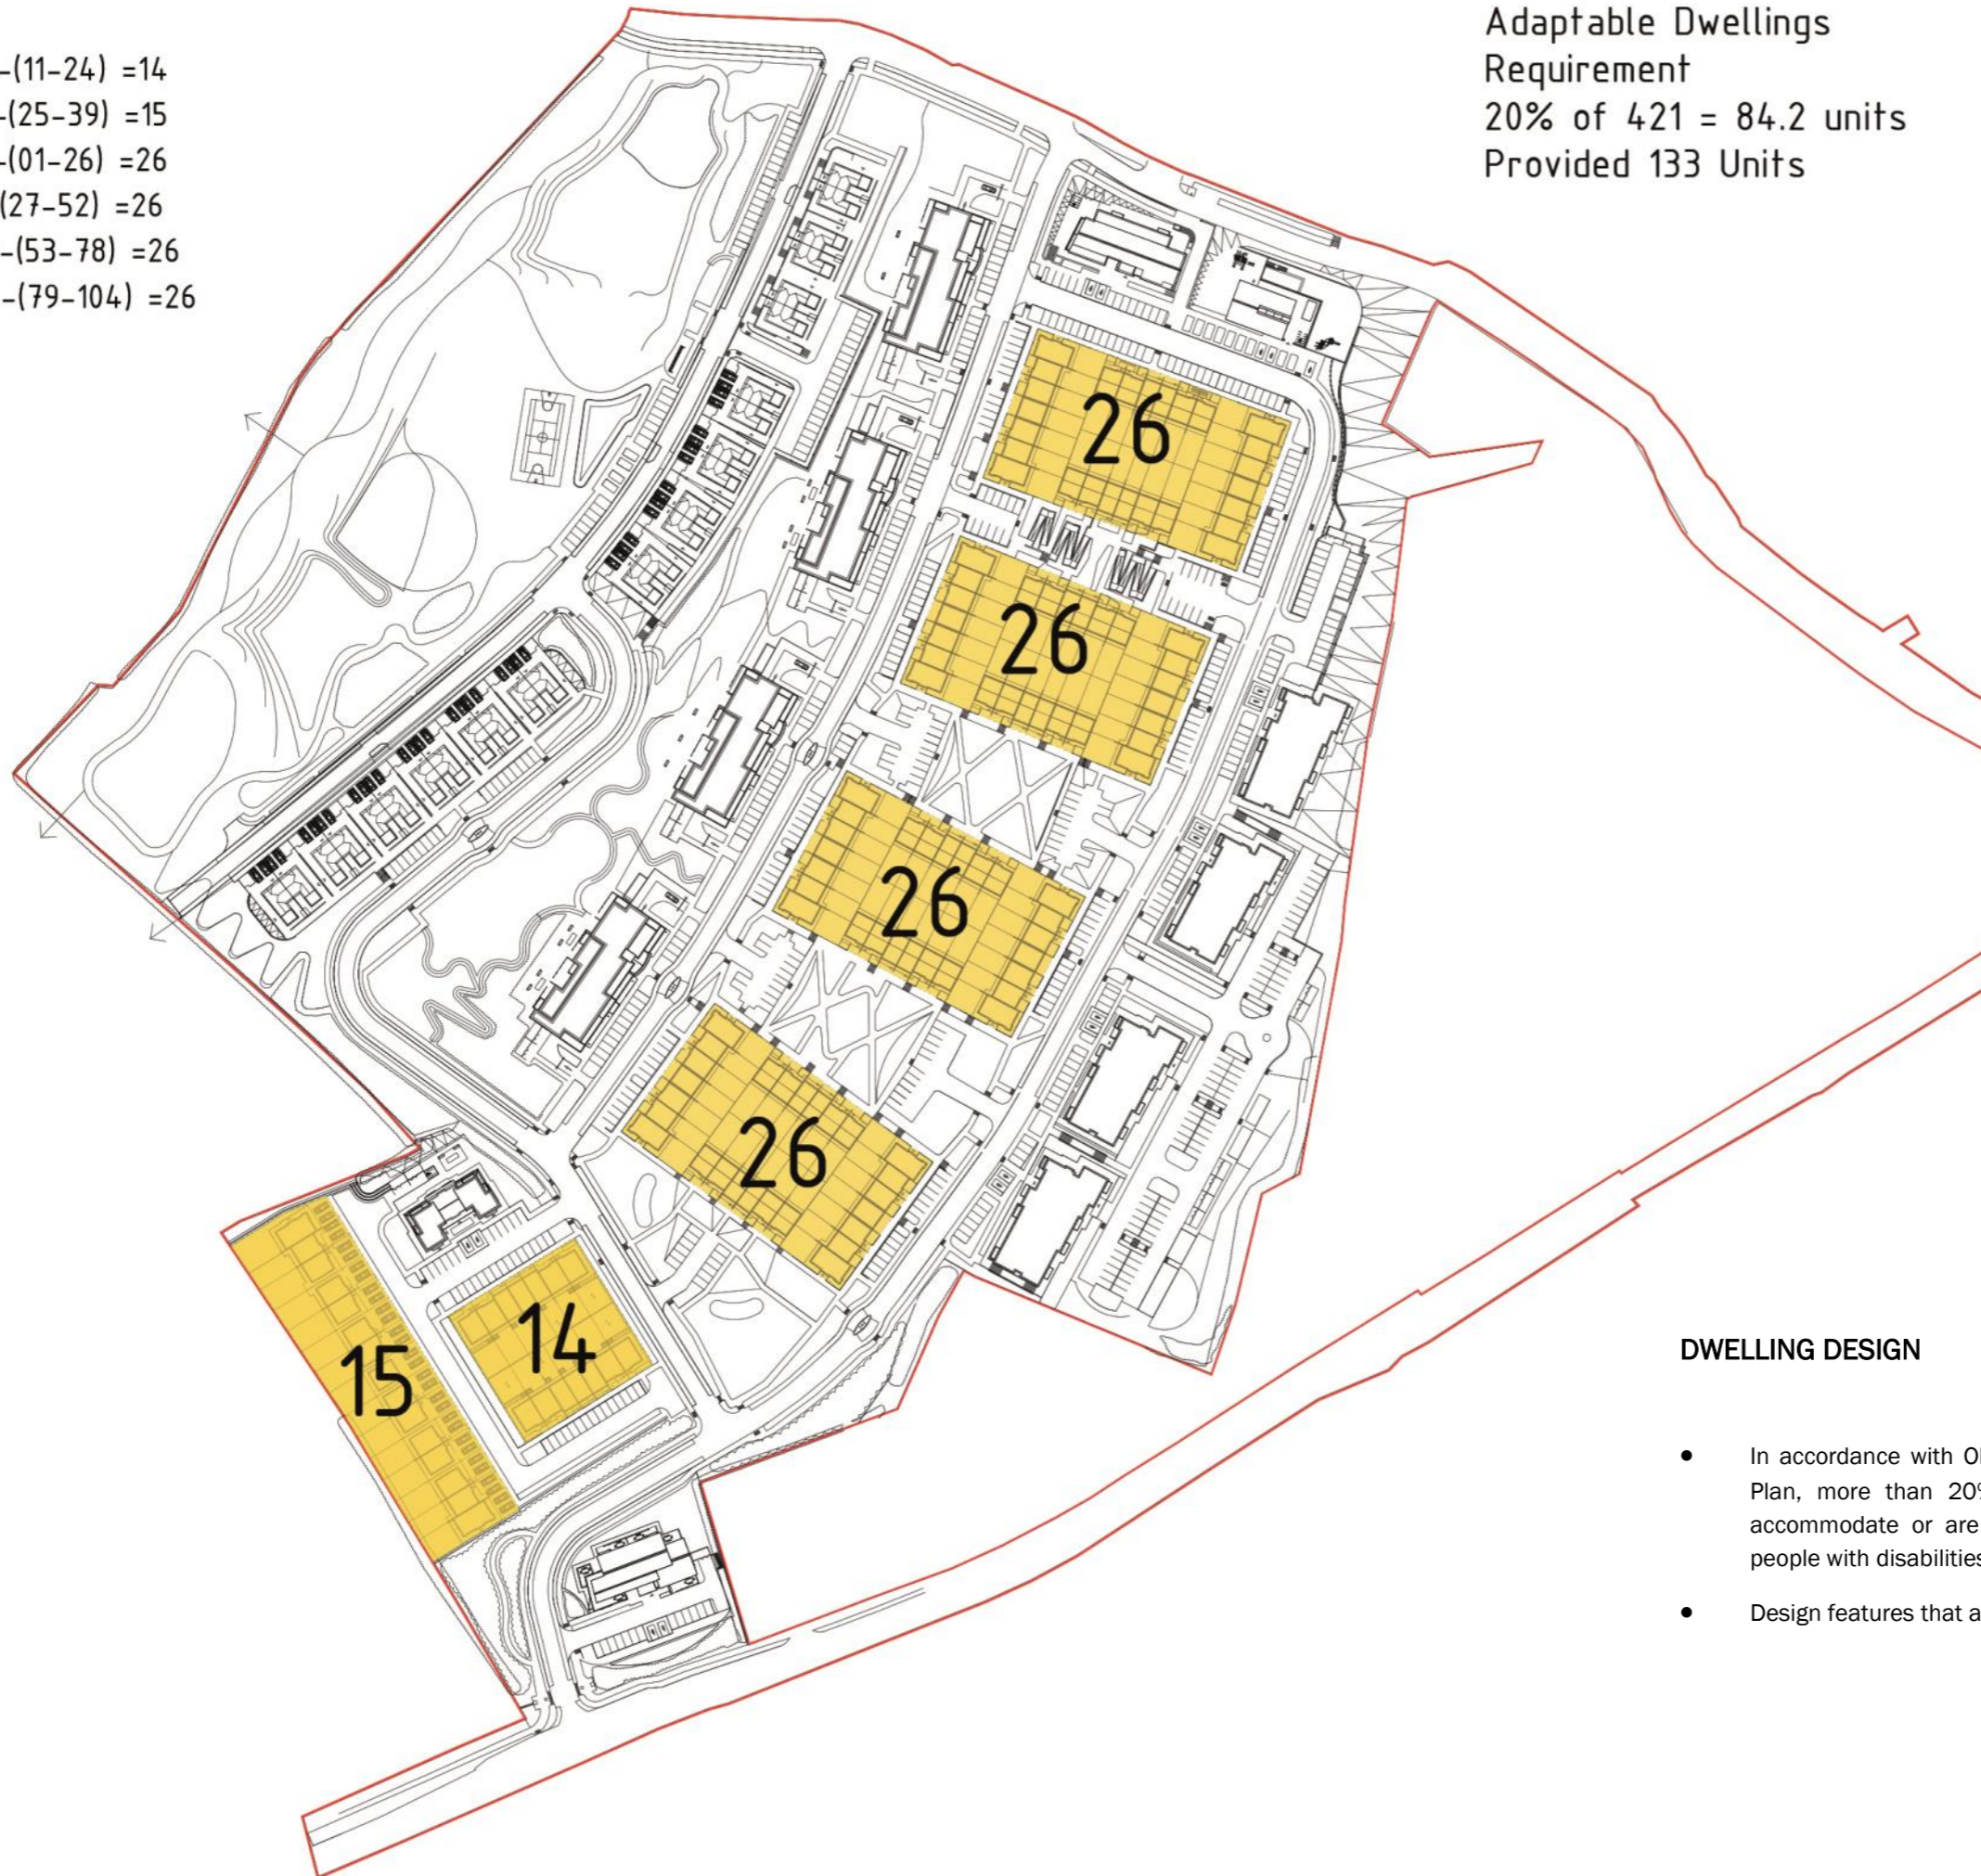 -(11-24) =14
-(25-39) =15
-(01-26) =26
(27-52) =26
-(53-78) =26
-(79-104) =26
Adaptable Dwellings
Requirement
20% of 421 = 84.2 units
Provided 133 Units
26
26
26
26
14
15
DWELLING DESIGN
• In accordance with
Plan, more than
accommodate or are
people with disabilities
• Design features that